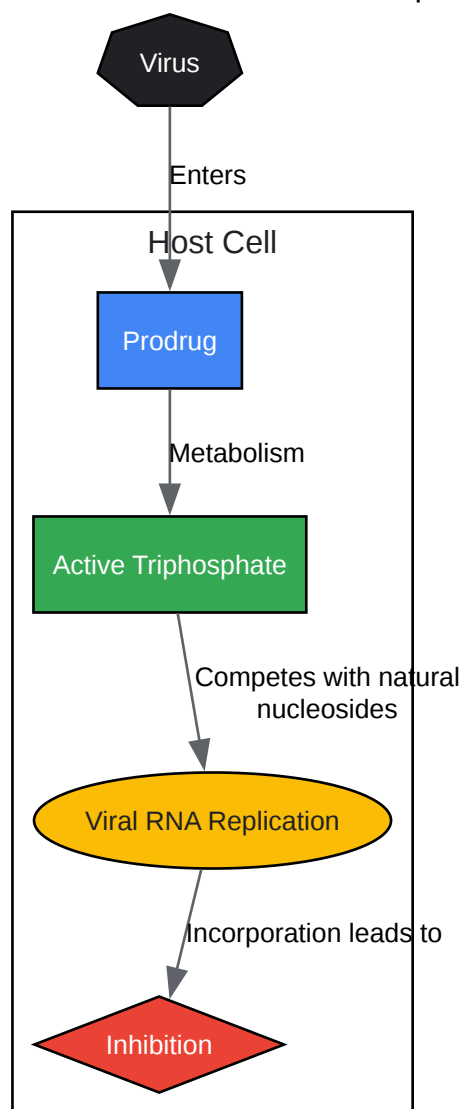 Virus
Enters
Host Cell
Prodrug
Metabolism
Active Triphosphate
Competes with natural
nucleosides
Viral RNA Replication
Incorporation leads to
Inhibition